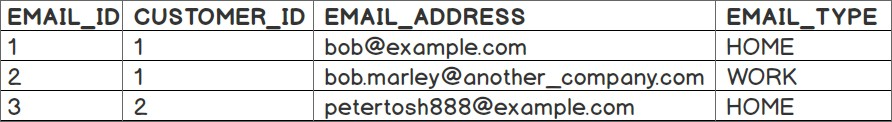 EMAIL_ID CUSTOMER_ID EMAIL_ADDRESS EMAIL_TYPE
1 1 bob@example.com HOME
2 1 bob.marley@another_company.com WORK
3 2 petertosh888@example.com HOME